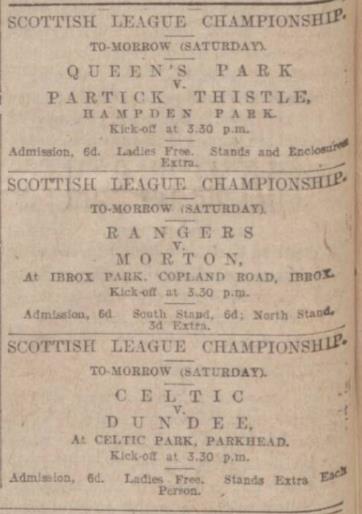 SCOTTISH LEAGUE CHAMPIONSHIP.
TO-MORROW (SATURDAY).
QUEEN'S PARK
V.
PARTICK THISTLE,
HAMPDEN PARK.
Kick-off at 3.30 p.m.
Admission, 6d. Ladies Free. Stands and Enclosures
Extra.
SCOTTISH LEAGUE CHAMPIONSHIP.
TO-MORROW (SATURDAY).
RANGERS
V.
MORTON,
At IBROX PARK, COPLAND ROAD, IBROX.
Kick-off at 3.30 p.m.
Admission, 6d. South Stand, 6d; North Stand,
3d Extra.
SCOTTISH LEAGUE CHAMPIONSHIP.
TO-MORROW (SATURDAY).
CELTIC
V.
DUNDEE,
At CELTIC PARK, PARKHEAD.
Kick-off at 3.30 p.m.
Admission, 6d. Ladies Free. Stands Extra Each
Person.